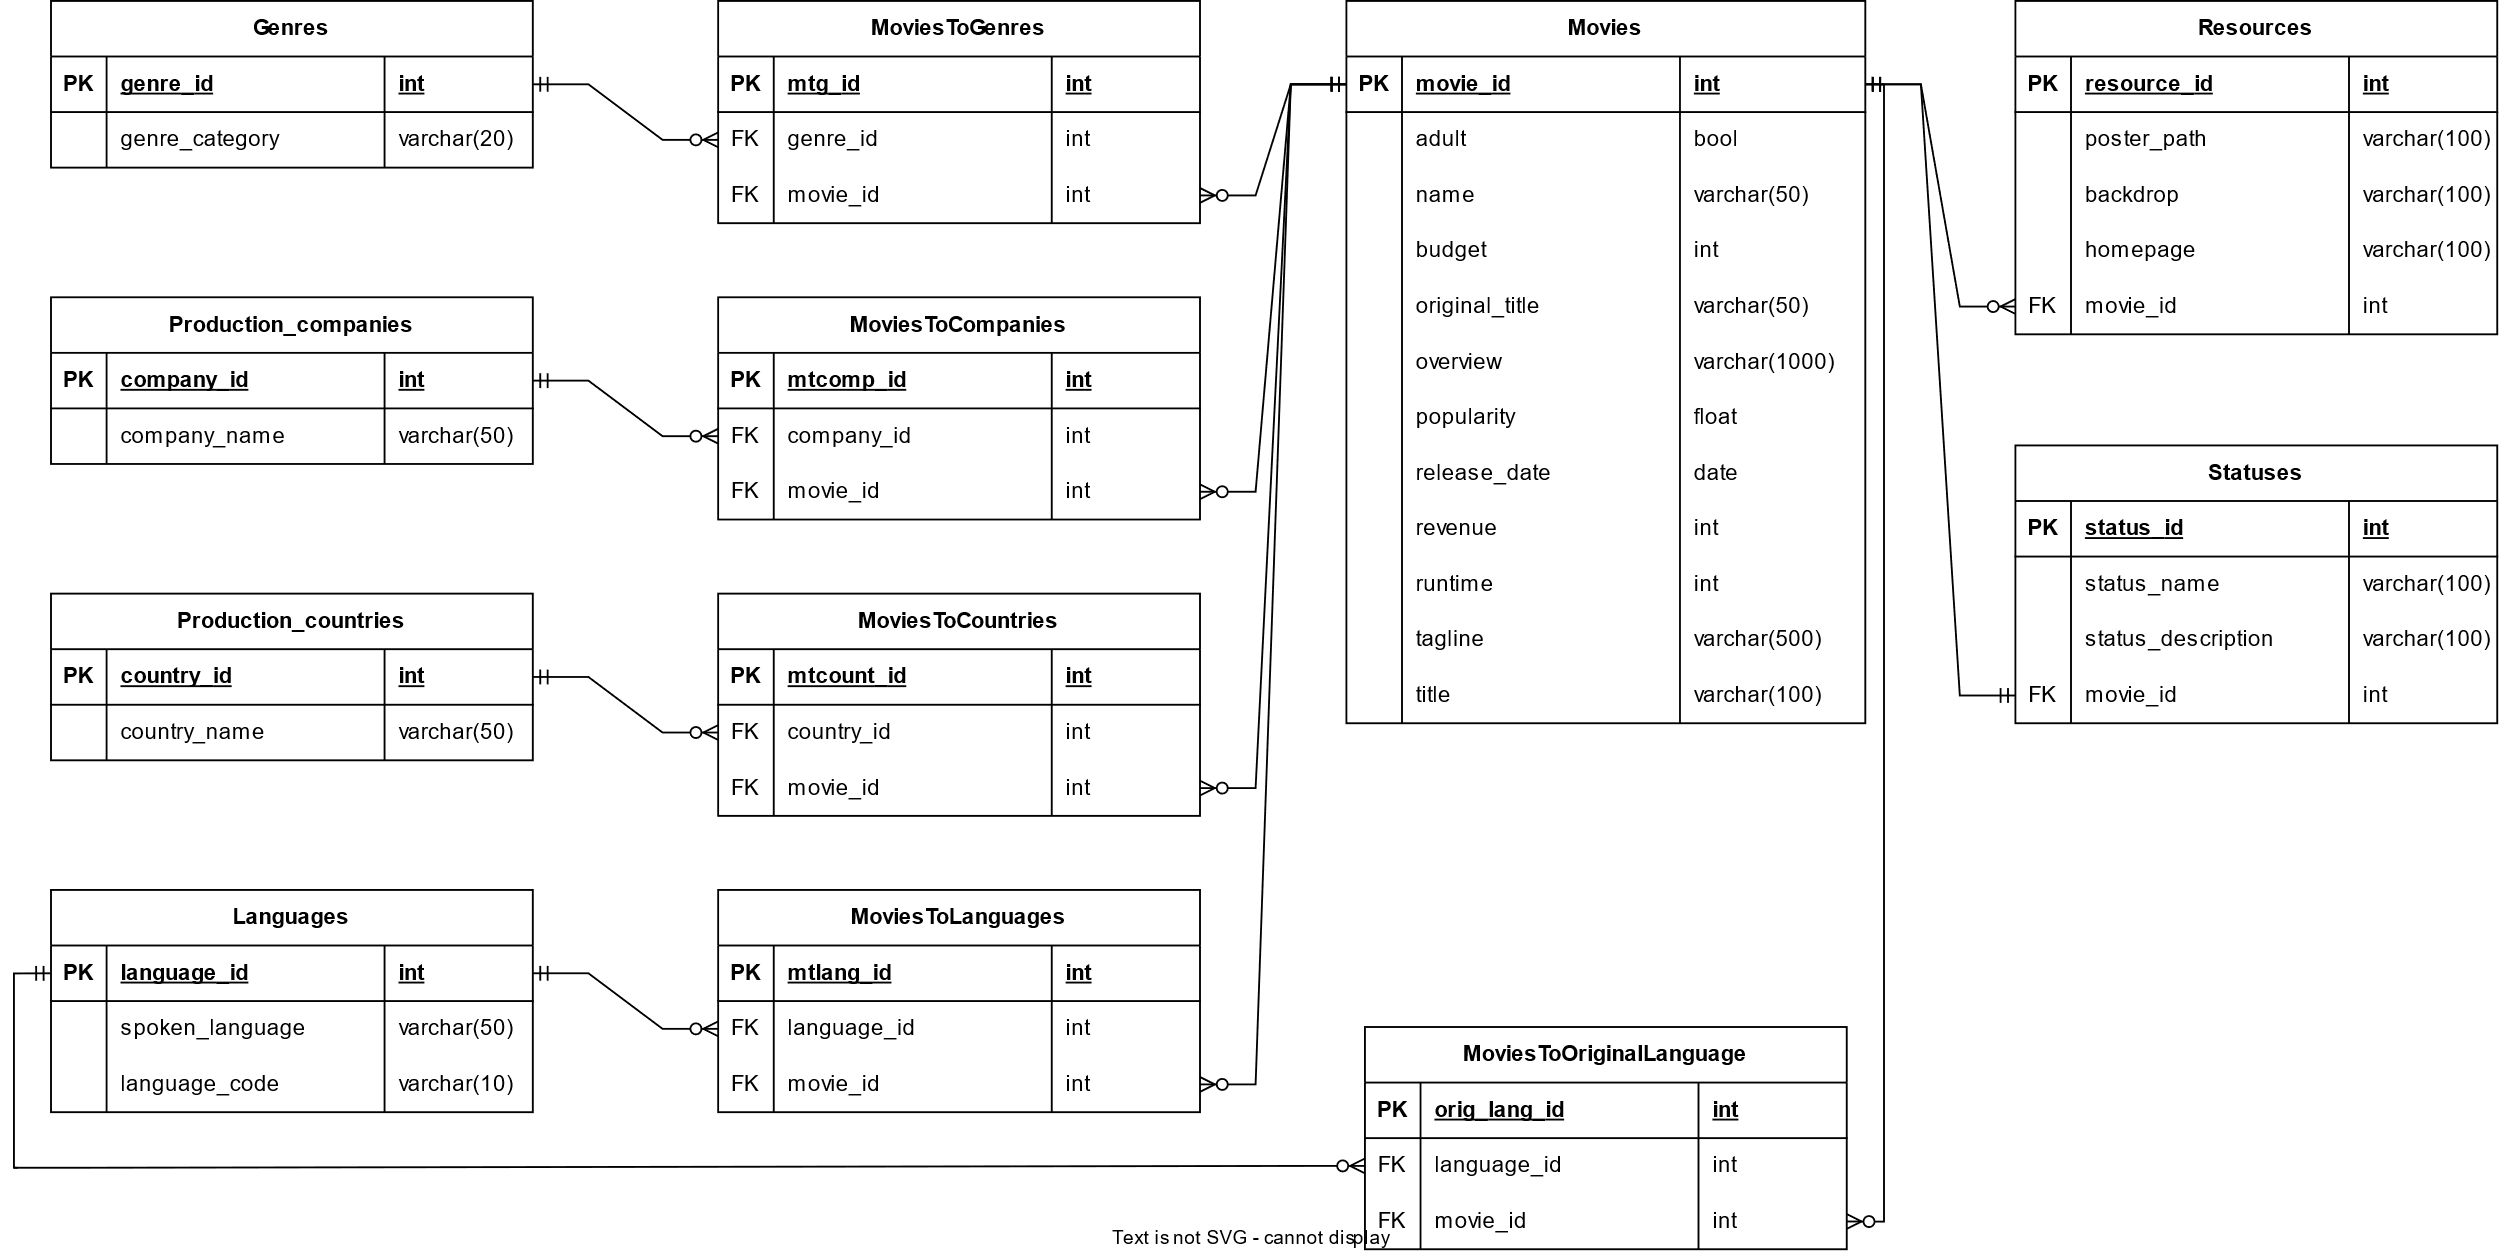 Genres
PK genre_id int
genre_category varchar(20)
MoviesToGenres
PK mtg_id int
FK genre_id int
FK movie_id int
Movies
PK movie_id int
adult bool
name varchar(50)
budget int
original_title varchar(50)
overview varchar(1000)
popularity float
release_date date
revenue int
runtime int
tagline varchar(500)
title varchar(100)
Resources
PK resource_id int
poster_path varchar(100)
backdrop varchar(100)
homepage varchar(100)
FK movie_id int
Production_companies
PK company_id int
company_name varchar(50)
MoviesToCompanies
PK mtcomp_id int
FK company_id int
FK movie_id int
Statuses
PK status_id int
status_name varchar(100)
status_description varchar(100)
FK movie_id int
Production_countries
PK country_id int
country_name varchar(50)
MoviesToCountries
PK mtcount_id int
FK country_id int
FK movie_id int
Languages
PK language_id int
spoken_language varchar(50)
language_code varchar(10)
MoviesToLanguages
PK mtlang_id int
FK language_id int
FK movie_id int
MoviesToOriginalLanguage
PK orig_lang_id int
FK language_id int
FK movie_id int
Text is not SVG - cannot display